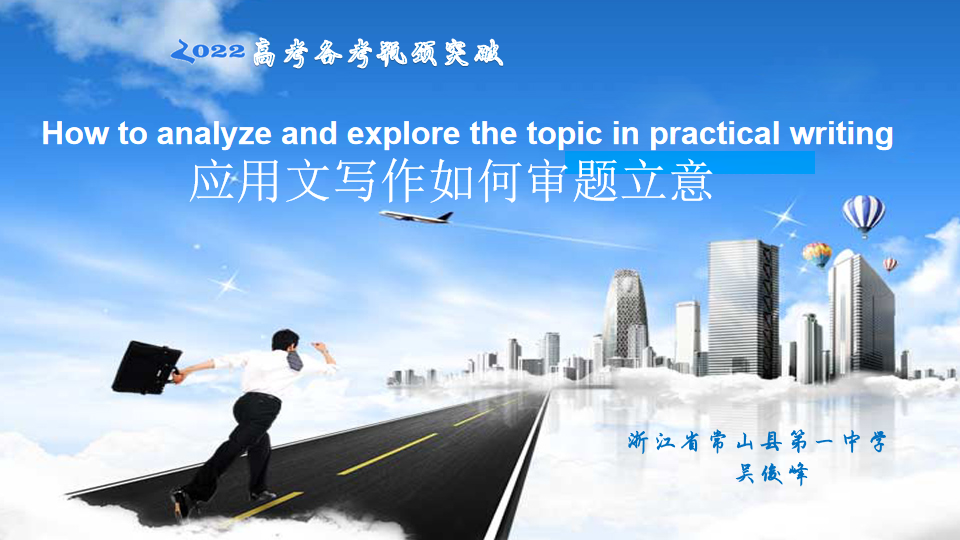 2022高考备考瓶颈突破
How to analyze and explore the topic in practical writing
应用文写作如何审题立意
浙江省常山县第一中学
吴俊峰